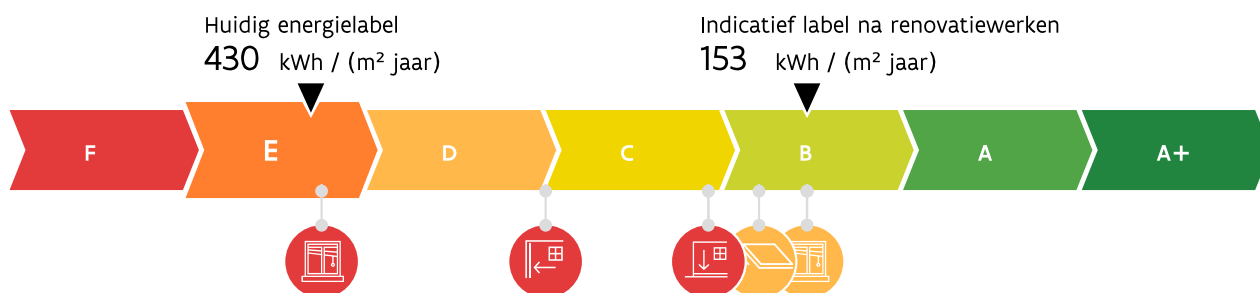 Huidig energielabel
430 kWh / (m² jaar)
Indicatief label na renovatiewerken
153 kWh / (m² jaar)
F E D C B A A+